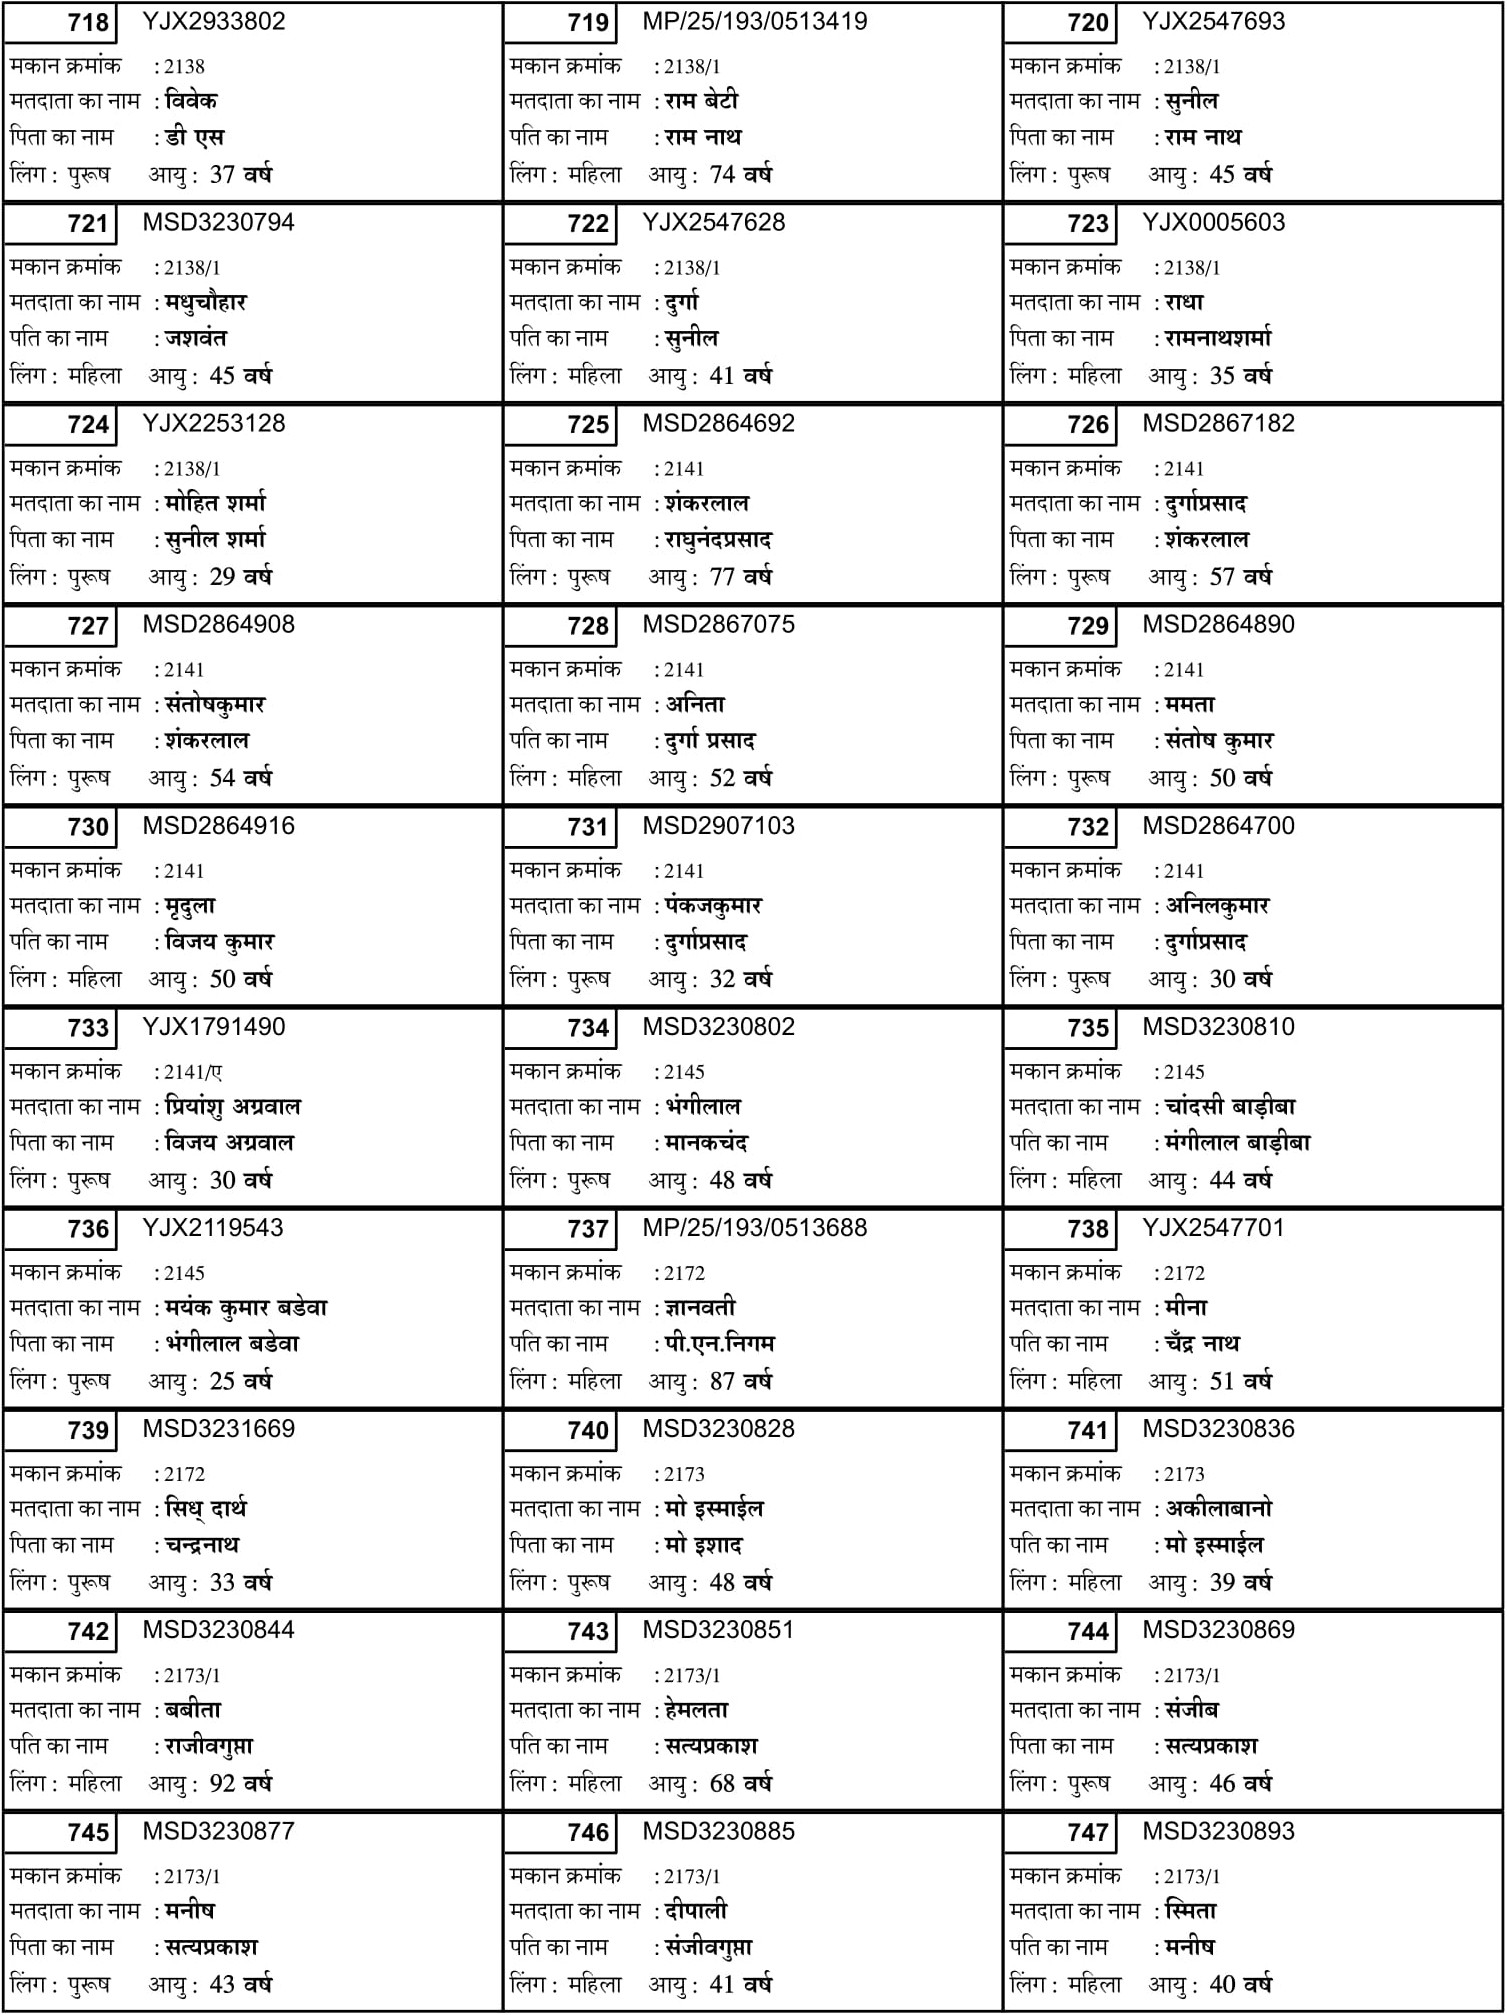 718 YJX2933802
मकान क्रमांक : 2138
मतदाता का नाम : विवेक
पिता का नाम : डी एस
लिंग : पुरूष आयु : 37 वर्ष
719 MP/25/193/0513419
मकान क्रमांक : 2138/1
मतदाता का नाम : राम बेटी
पति का नाम : राम नाथ
लिंग : महिला आयु : 74 वर्ष
720 YJX2547693
मकान क्रमांक : 2138/1
मतदाता का नाम : सुनील
पिता का नाम : राम नाथ
लिंग : पुरूष आयु : 45 वर्ष
721 MSD3230794
मकान क्रमांक : 2138/1
मतदाता का नाम : मधुचौहार
पति का नाम : जशवंत
लिंग : महिला आयु : 45 वर्ष
722 YJX2547628
मकान क्रमांक : 2138/1
मतदाता का नाम : दुर्गा
पति का नाम : सुनील
लिंग : महिला आयु : 41 वर्ष
723 YJX0005603
मकान क्रमांक : 2138/1
मतदाता का नाम : राधा
पिता का नाम : रामनाथशर्मा
लिंग : महिला आयु : 35 वर्ष
724 YJX2253128
मकान क्रमांक : 2138/1
मतदाता का नाम : मोहित शर्मा
पिता का नाम : सुनील शर्मा
लिंग : पुरूष आयु : 29 वर्ष
725 MSD2864692
मकान क्रमांक : 2141
मतदाता का नाम : शंकरलाल
पिता का नाम : राघुनंदप्रसाद
लिंग : पुरूष आयु : 77 वर्ष
726 MSD2867182
मकान क्रमांक : 2141
मतदाता का नाम : दुर्गाप्रसाद
पिता का नाम : शंकरलाल
लिंग : पुरूष आयु : 57 वर्ष
727 MSD2864908
मकान क्रमांक : 2141
मतदाता का नाम : संतोषकुमार
पिता का नाम : शंकरलाल
लिंग : पुरूष आयु : 54 वर्ष
728 MSD2867075
मकान क्रमांक : 2141
मतदाता का नाम : अनिता
पति का नाम : दुर्गा प्रसाद
लिंग : महिला आयु : 52 वर्ष
729 MSD2864890
मकान क्रमांक : 2141
मतदाता का नाम : ममता
पिता का नाम : संतोष कुमार
लिंग : पुरूष आयु : 50 वर्ष
730 MSD2864916
मकान क्रमांक : 2141
मतदाता का नाम : मृदुला
पति का नाम : विजय कुमार
लिंग : महिला आयु : 50 वर्ष
731 MSD2907103
मकान क्रमांक : 2141
मतदाता का नाम : पंकजकुमार
पिता का नाम : दुर्गाप्रसाद
लिंग : पुरूष आयु : 32 वर्ष
732 MSD2864700
मकान क्रमांक : 2141
मतदाता का नाम : अनिलकुमार
पिता का नाम : दुर्गाप्रसाद
लिंग : पुरूष आयु : 30 वर्ष
733 YJX1791490
मकान क्रमांक : 2141/ए
मतदाता का नाम : प्रियांशु अग्रवाल
पिता का नाम : विजय अग्रवाल
लिंग : पुरूष आयु : 30 वर्ष
734 MSD3230802
मकान क्रमांक : 2145
मतदाता का नाम : भंगीलाल
पिता का नाम : मानकचंद
लिंग : पुरूष आयु : 48 वर्ष
735 MSD3230810
मकान क्रमांक : 2145
मतदाता का नाम : चांदसी बाड़ीबा
पति का नाम : मंगीलाल बाड़ीबा
लिंग : महिला आयु : 44 वर्ष
736 YJX2119543
मकान क्रमांक : 2145
मतदाता का नाम : मयंक कुमार बडेवा
पिता का नाम : भंगीलाल बडेवा
लिंग : पुरूष आयु : 25 वर्ष
737 MP/25/193/0513688
मकान क्रमांक : 2172
मतदाता का नाम : ज्ञानवती
पति का नाम : पी.एन.निगम
लिंग : महिला आयु : 87 वर्ष
738 YJX2547701
मकान क्रमांक : 2172
मतदाता का नाम : मीना
पति का नाम : चँद्र नाथ
लिंग : महिला आयु : 51 वर्ष
739 MSD3231669
मकान क्रमांक : 2172
मतदाता का नाम : सिध् दार्थ
पिता का नाम : चन्द्रनाथ
लिंग : पुरूष आयु : 33 वर्ष
740 MSD3230828
मकान क्रमांक : 2173
मतदाता का नाम : मो इस्माईल
पिता का नाम : मो इशाद
लिंग : पुरूष आयु : 48 वर्ष
741 MSD3230836
मकान क्रमांक : 2173
मतदाता का नाम : अकीलाबानो
पति का नाम : मो इस्माईल
लिंग : महिला आयु : 39 वर्ष
742 MSD3230844
मकान क्रमांक : 2173/1
मतदाता का नाम : बबीता
पति का नाम : राजीवगुप्ता
लिंग : महिला आयु : 92 वर्ष
743 MSD3230851
मकान क्रमांक : 2173/1
मतदाता का नाम : हेमलता
पति का नाम : सत्यप्रकाश
लिंग : महिला आयु : 68 वर्ष
744 MSD3230869
मकान क्रमांक : 2173/1
मतदाता का नाम : संजीब
पिता का नाम : सत्यप्रकाश
लिंग : पुरूष आयु : 46 वर्ष
745 MSD3230877
मकान क्रमांक : 2173/1
मतदाता का नाम : मनीष
पिता का नाम : सत्यप्रकाश
लिंग : पुरूष आयु : 43 वर्ष
746 MSD3230885
मकान क्रमांक : 2173/1
मतदाता का नाम : दीपाली
पति का नाम : संजीवगुप्ता
लिंग : महिला आयु : 41 वर्ष
747 MSD3230893
मकान क्रमांक : 2173/1
मतदाता का नाम : स्मिता
पति का नाम : मनीष
लिंग : महिला आयु : 40 वर्ष